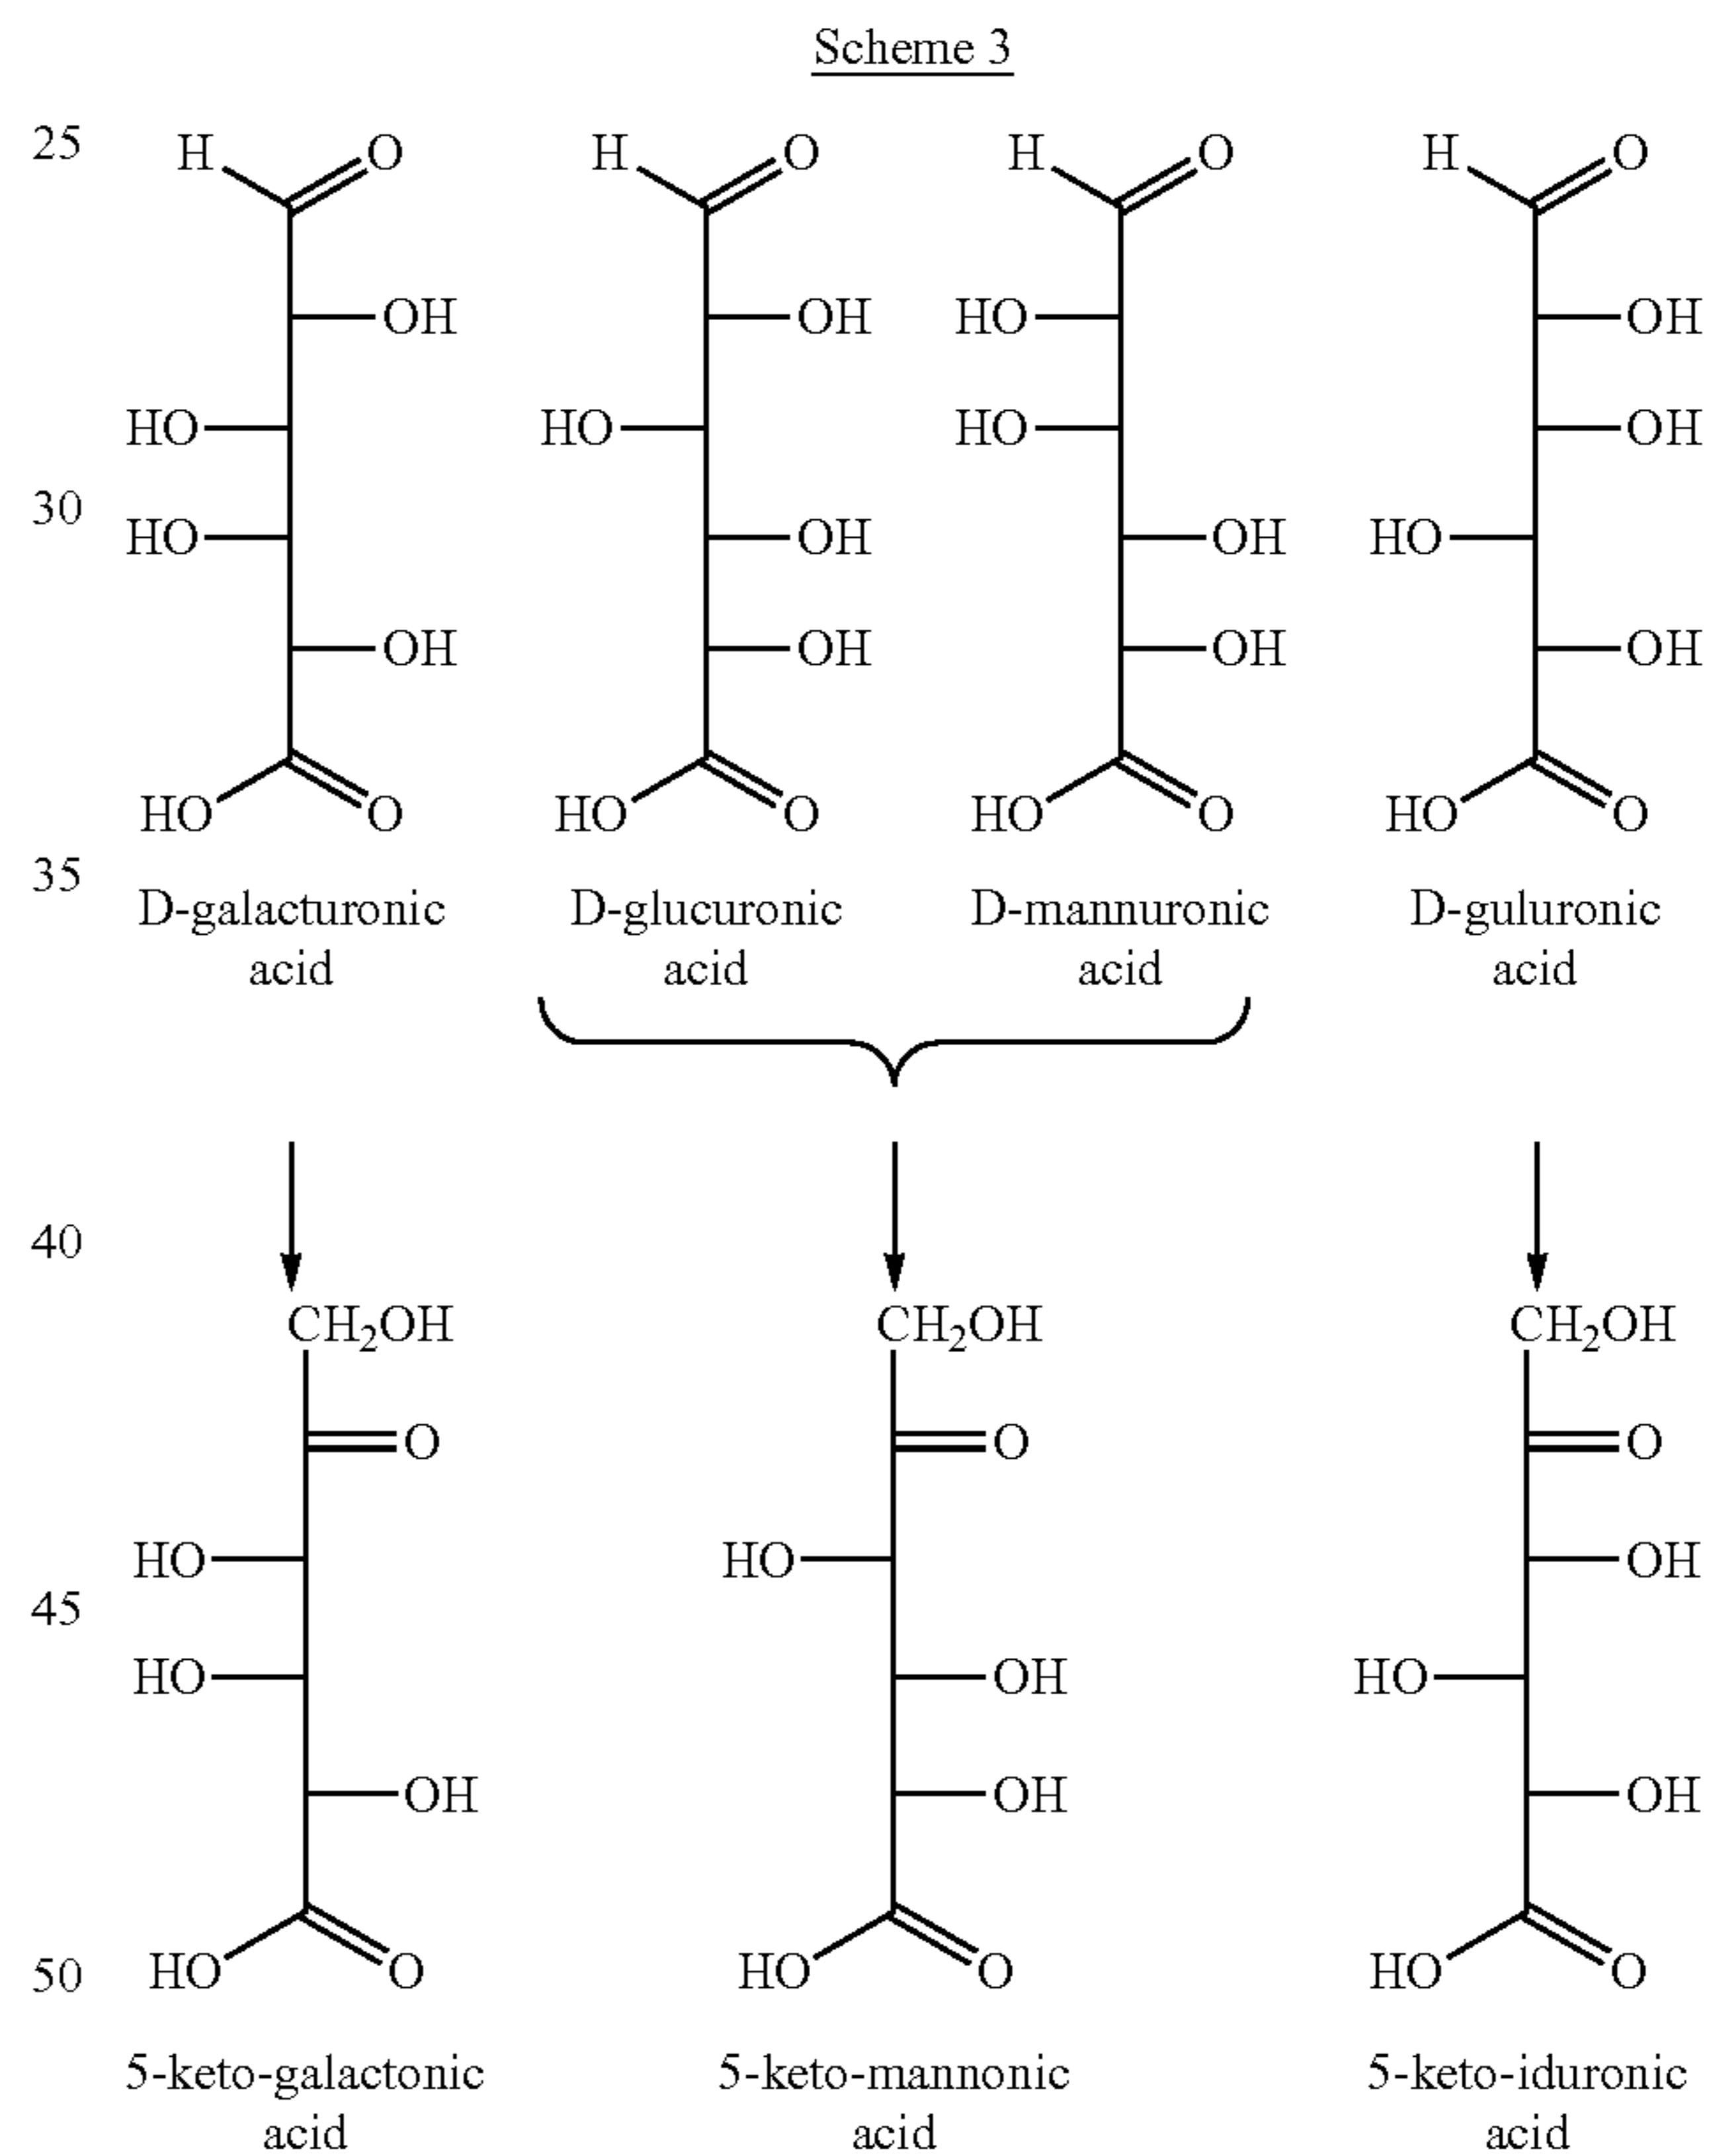 Scheme 3
25
H O H O H O H O
OH OH HO OH
HO HO HO OH
30
HO OH OH HO
OH OH OH OH
HO O HO O HO O HO O
35
D-galacturonic D-glucuronic D-mannuronic D-guluronic
acid acid acid acid
40
CH2OH CH2OH CH2OH
O O O
HO HO OH
45
HO OH HO
OH OH OH
HO O HO O HO O
50
5-keto-galactonic 5-keto-mannonic 5-keto-iduronic
acid acid acid